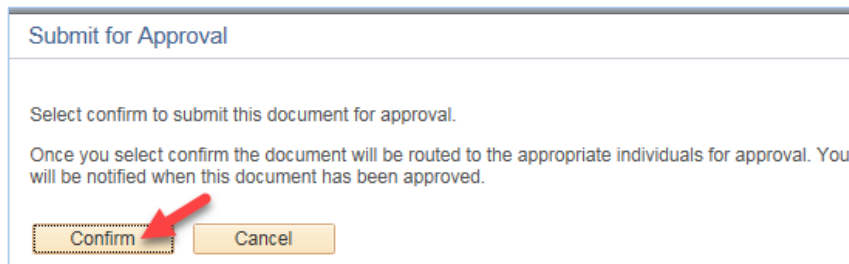 Submit for Approval
Select confirm to submit this document for approval.
Once you select confirm the document will be routed to the appropriate individuals for approval. You
will be notified when this document has been approved.
Confirm Cancel